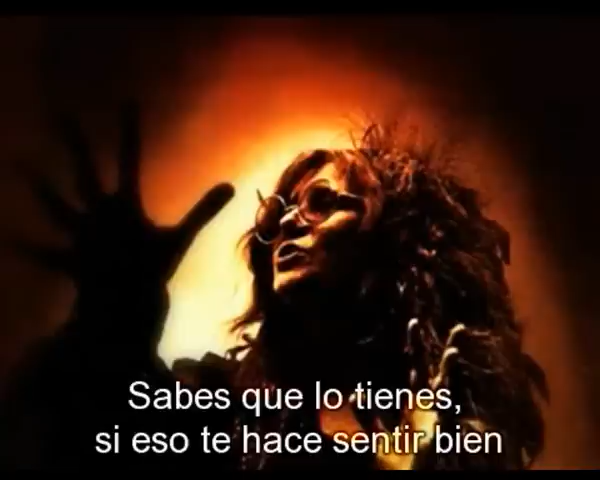 Sabes que lo tienes,
si eso te hace sentir bien